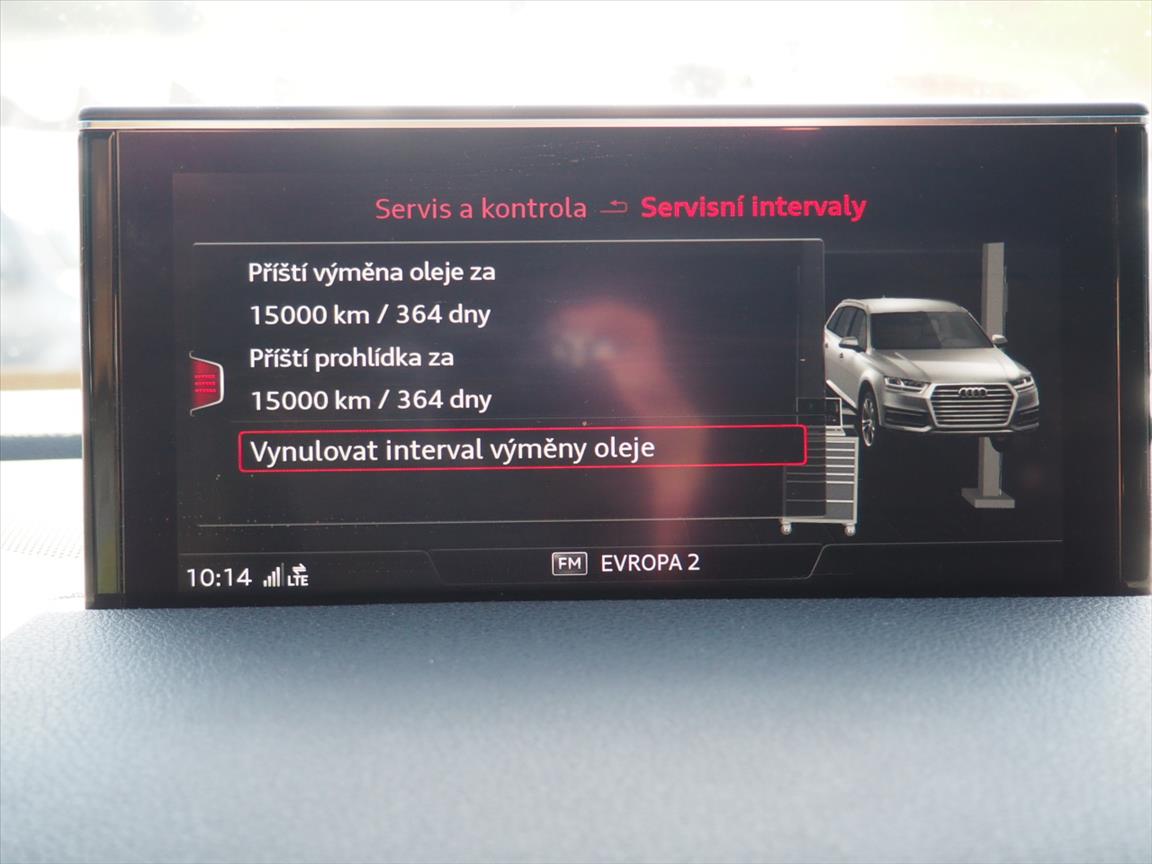 Servis a kontrola Servisní intervaly
Příští výměna oleje za
15000 km / 364 dny
Příští prohlídka za
15000 km / 364 dny
Vynulovat interval výměny oleje
10:14 LTE
FM EVROPA 2